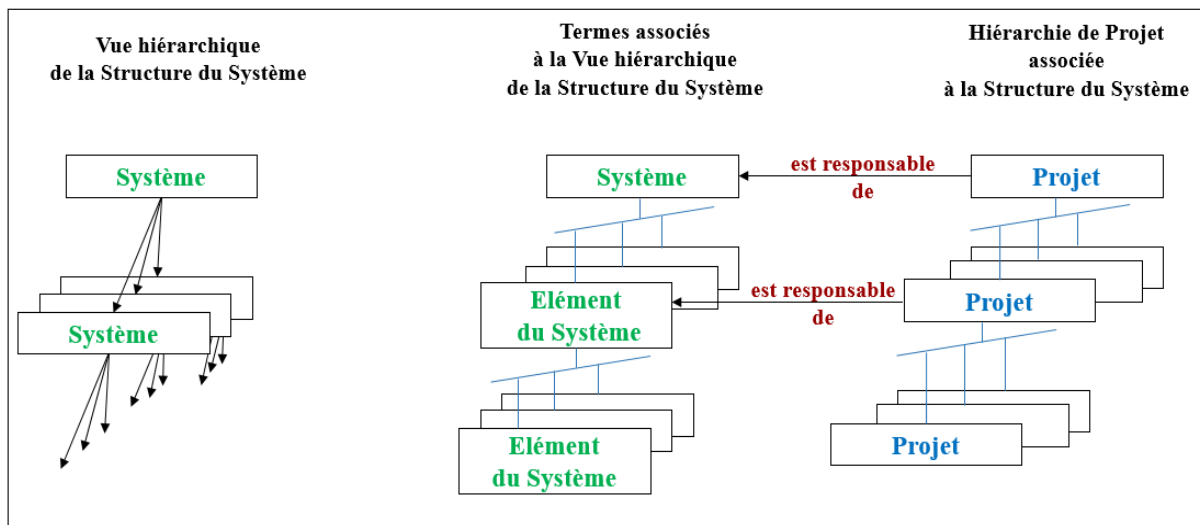 Vue hiérarchique
de la Structure du Système
Termes associés
à la Vue hiérarchique
de la Structure du Système
Hiérarchie de Projet
associée
à la Structure du Système
Système
Système
Système
est responsable
de
Projet
Elément
du Système
est responsable
de
Projet
Elément
du Système
Projet